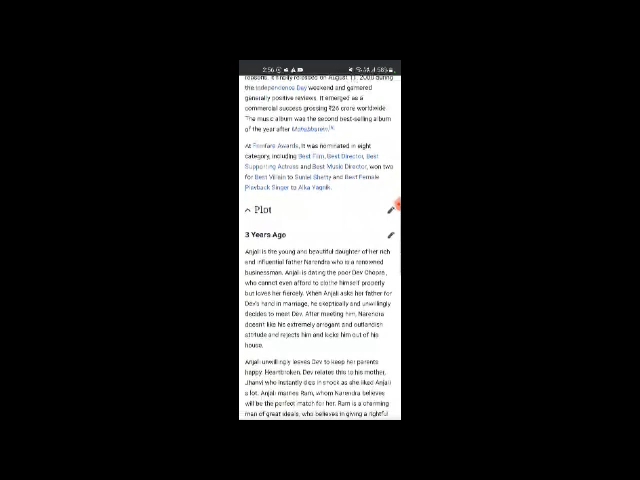 2:56 58%
reasons. It finally released on August 11, 2000 during
the Independence Day weekend and garnered
generally positive reviews. It emerged as a
commercial success grossing ₹26 crore worldwide.
The music album was the second best-selling album
of the year after Mohabbatein.
At Filmfare Awards, It was nominated in eight
category, including Best Film, Best Director, Best
Supporting Actress and Best Music Director, won two
for Best Villain to Suniel Shetty and Best Female
Playback Singer to Alka Yagnik.
Plot
3 Years Ago
Anjali is the young and beautiful daughter of her rich
and influential father Narendra who is a renowned
businessman. Anjali is dating the poor Dev Chopra,
who cannot even afford to clothe himself properly
but loves her fiercely. When Anjali asks her father for
Dev's hand in marriage, he skeptically and unwillingly
decides to meet Dev. After meeting him, Narendra
doesn't like his extremely arrogant and outlandish
attitude and rejects him and kicks him out of his
house.
Anjali unwillingly leaves Dev to keep her parents
happy. Heartbroken, Dev relates this to his mother,
Jhanvi who instantly dies in shock as she liked Anjali
a lot. Anjali marries Ram, whom Narendra believes
will be the perfect match for her. Ram is a charming
man of great ideals, who believes in giving a rightful